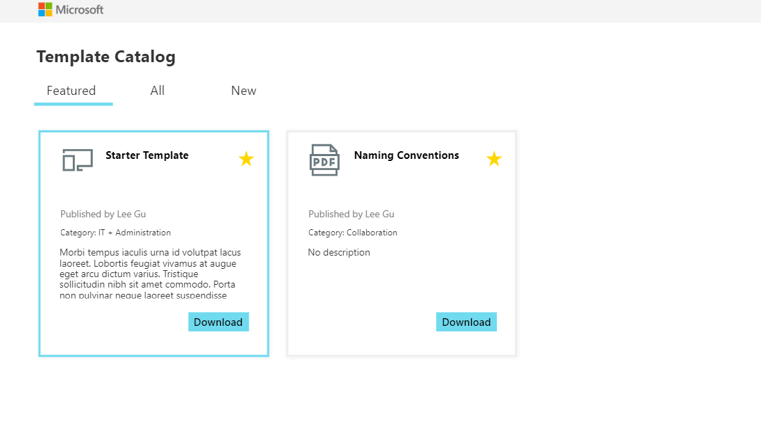 Microsoft
Template Catalog
Featured All New
Starter Template
Published by Lee Gu
Category: IT + Administration
Morbi tempus iaculis urna id volutpat lacus
laoreet. Lobortis feugiat vivamus at augue
eget arcu dictum varius. Tristique
sollicitudin nibh sit amet commodo. Porta
non pulvinar neque laoreet suspendisse
Download
PDF
Naming Conventions
Published by Lee Gu
Category: Collaboration
No description
Download